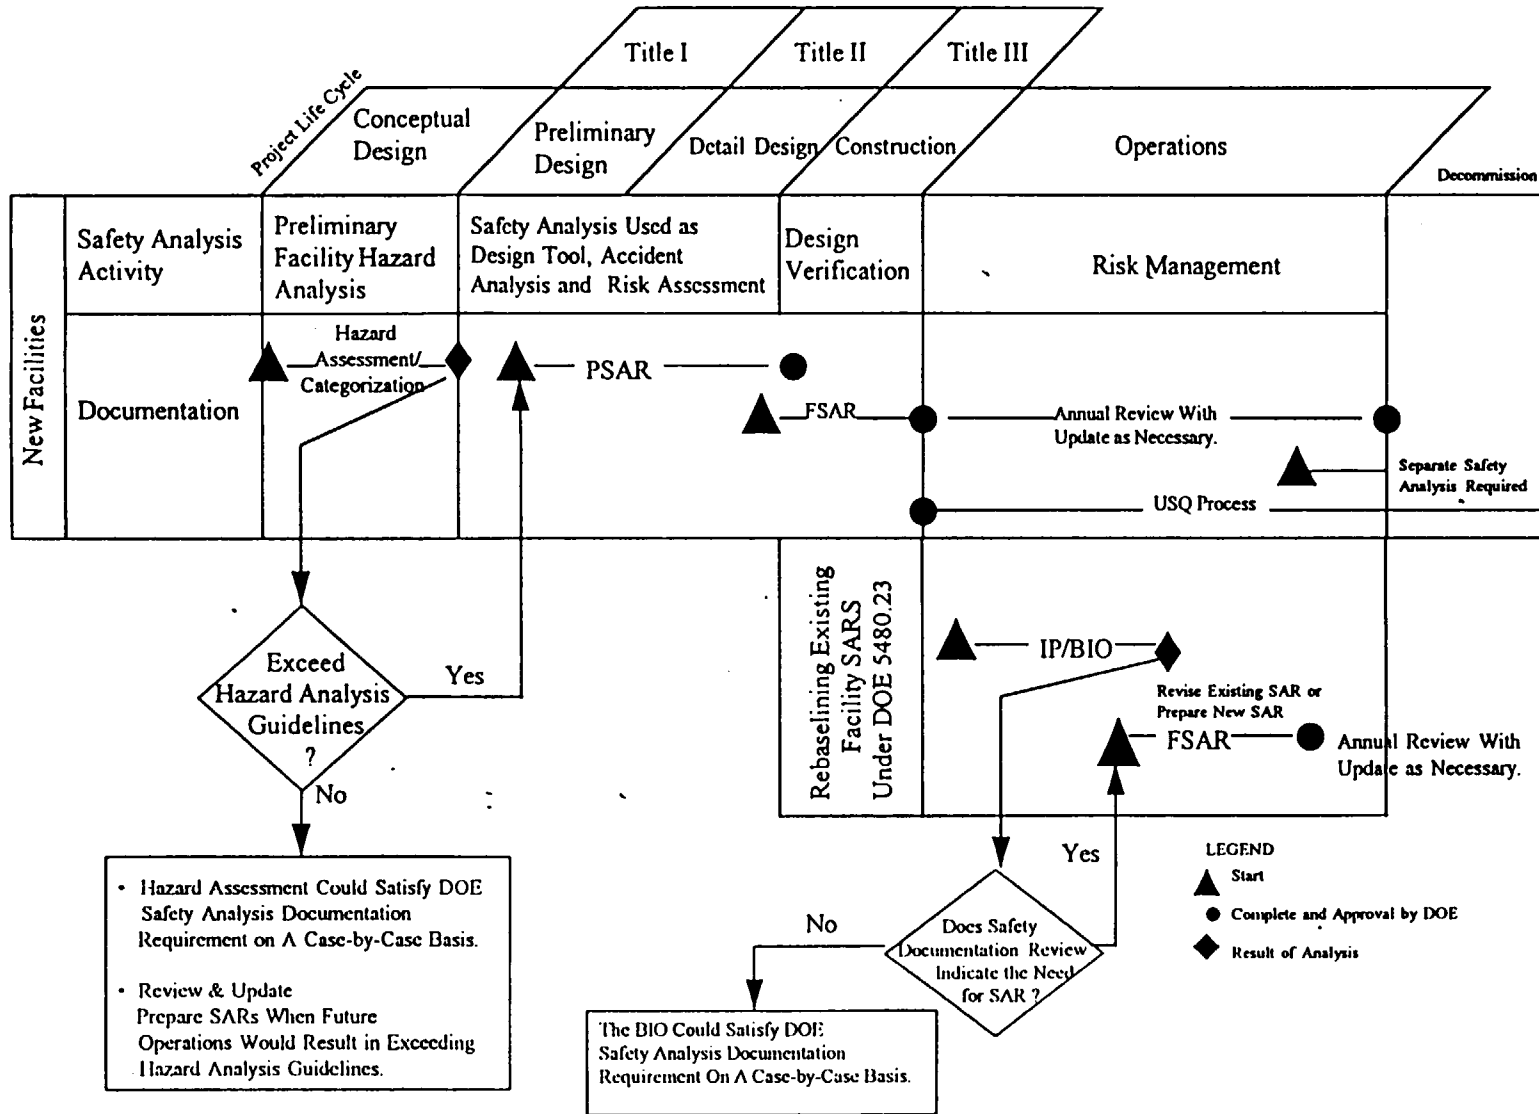 Title I
Title II
Title III
Project Life Cycle
Conceptual
Design
Preliminary
Design
Detail Design
Construction
Operations
Decommission
New Facilities
Safety Analysis
Activity
Preliminary
Facility Hazard
Analysis
Safety Analysis Used as
Design Tool, Accident
Analysis and Risk Assessment
Design
Verification
Risk Management
Documentation
Hazard
Assessment/
Categorization
PSAR
FSAR
Annual Review With
Update as Necessary.
Separate Safety
Analysis Required
USQ Process
Exceed
Hazard Analysis
Guidelines
?
Yes
No
• Hazard Assessment Could Satisfy DOE
Safety Analysis Documentation
Requirement on A Case-by-Case Basis.
• Review & Update
Prepare SARs When Future
Operations Would Result in Exceeding
Hazard Analysis Guidelines.
Rebaselining Existing
Facility SARS
Under DOE 5480.23
IP/BIO
Revise Existing SAR or
Prepare New SAR
FSAR
Annual Review With
Update as Necessary.
Yes
No
Does Safety
Documentation Review
Indicate the Need
for SAR ?
The BIO Could Satisfy DOE
Safety Analysis Documentation
Requirement On A Case-by-Case Basis.
LEGEND
Start
Complete and Approval by DOE
Result of Analysis